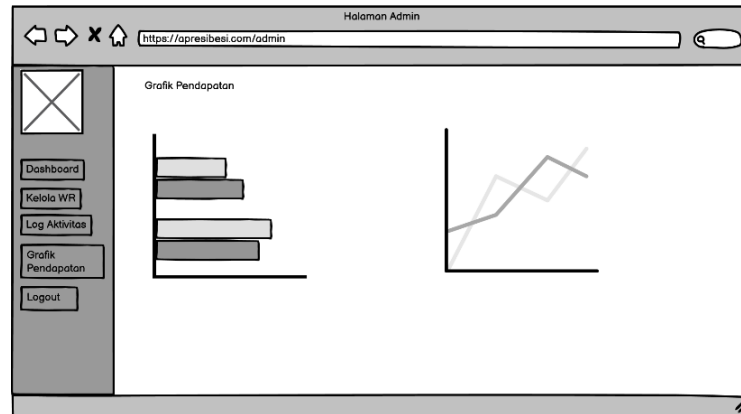 Halaman Admin
https://apresibesi.com/admin
Grafik Pendapatan
Dashboard
Kelola WR
Log Aktivitas
Grafik
Pendapatan
Logout